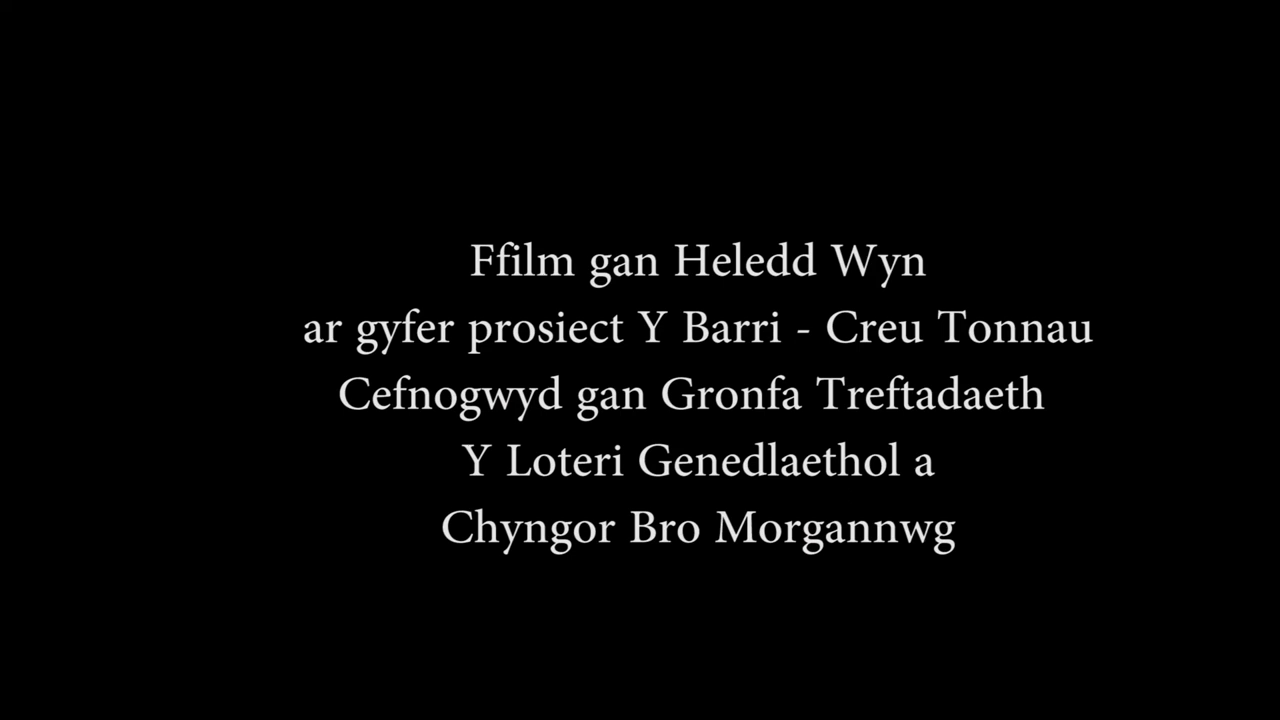 Ffilm gan Heledd Wyn
ar gyfer prosiect Y Barri - Creu Tonnau
Cefnogwyd gan Gronfa Treftadaeth
Y Loteri Genedlaethol a
Chyngor Bro Morgannwg